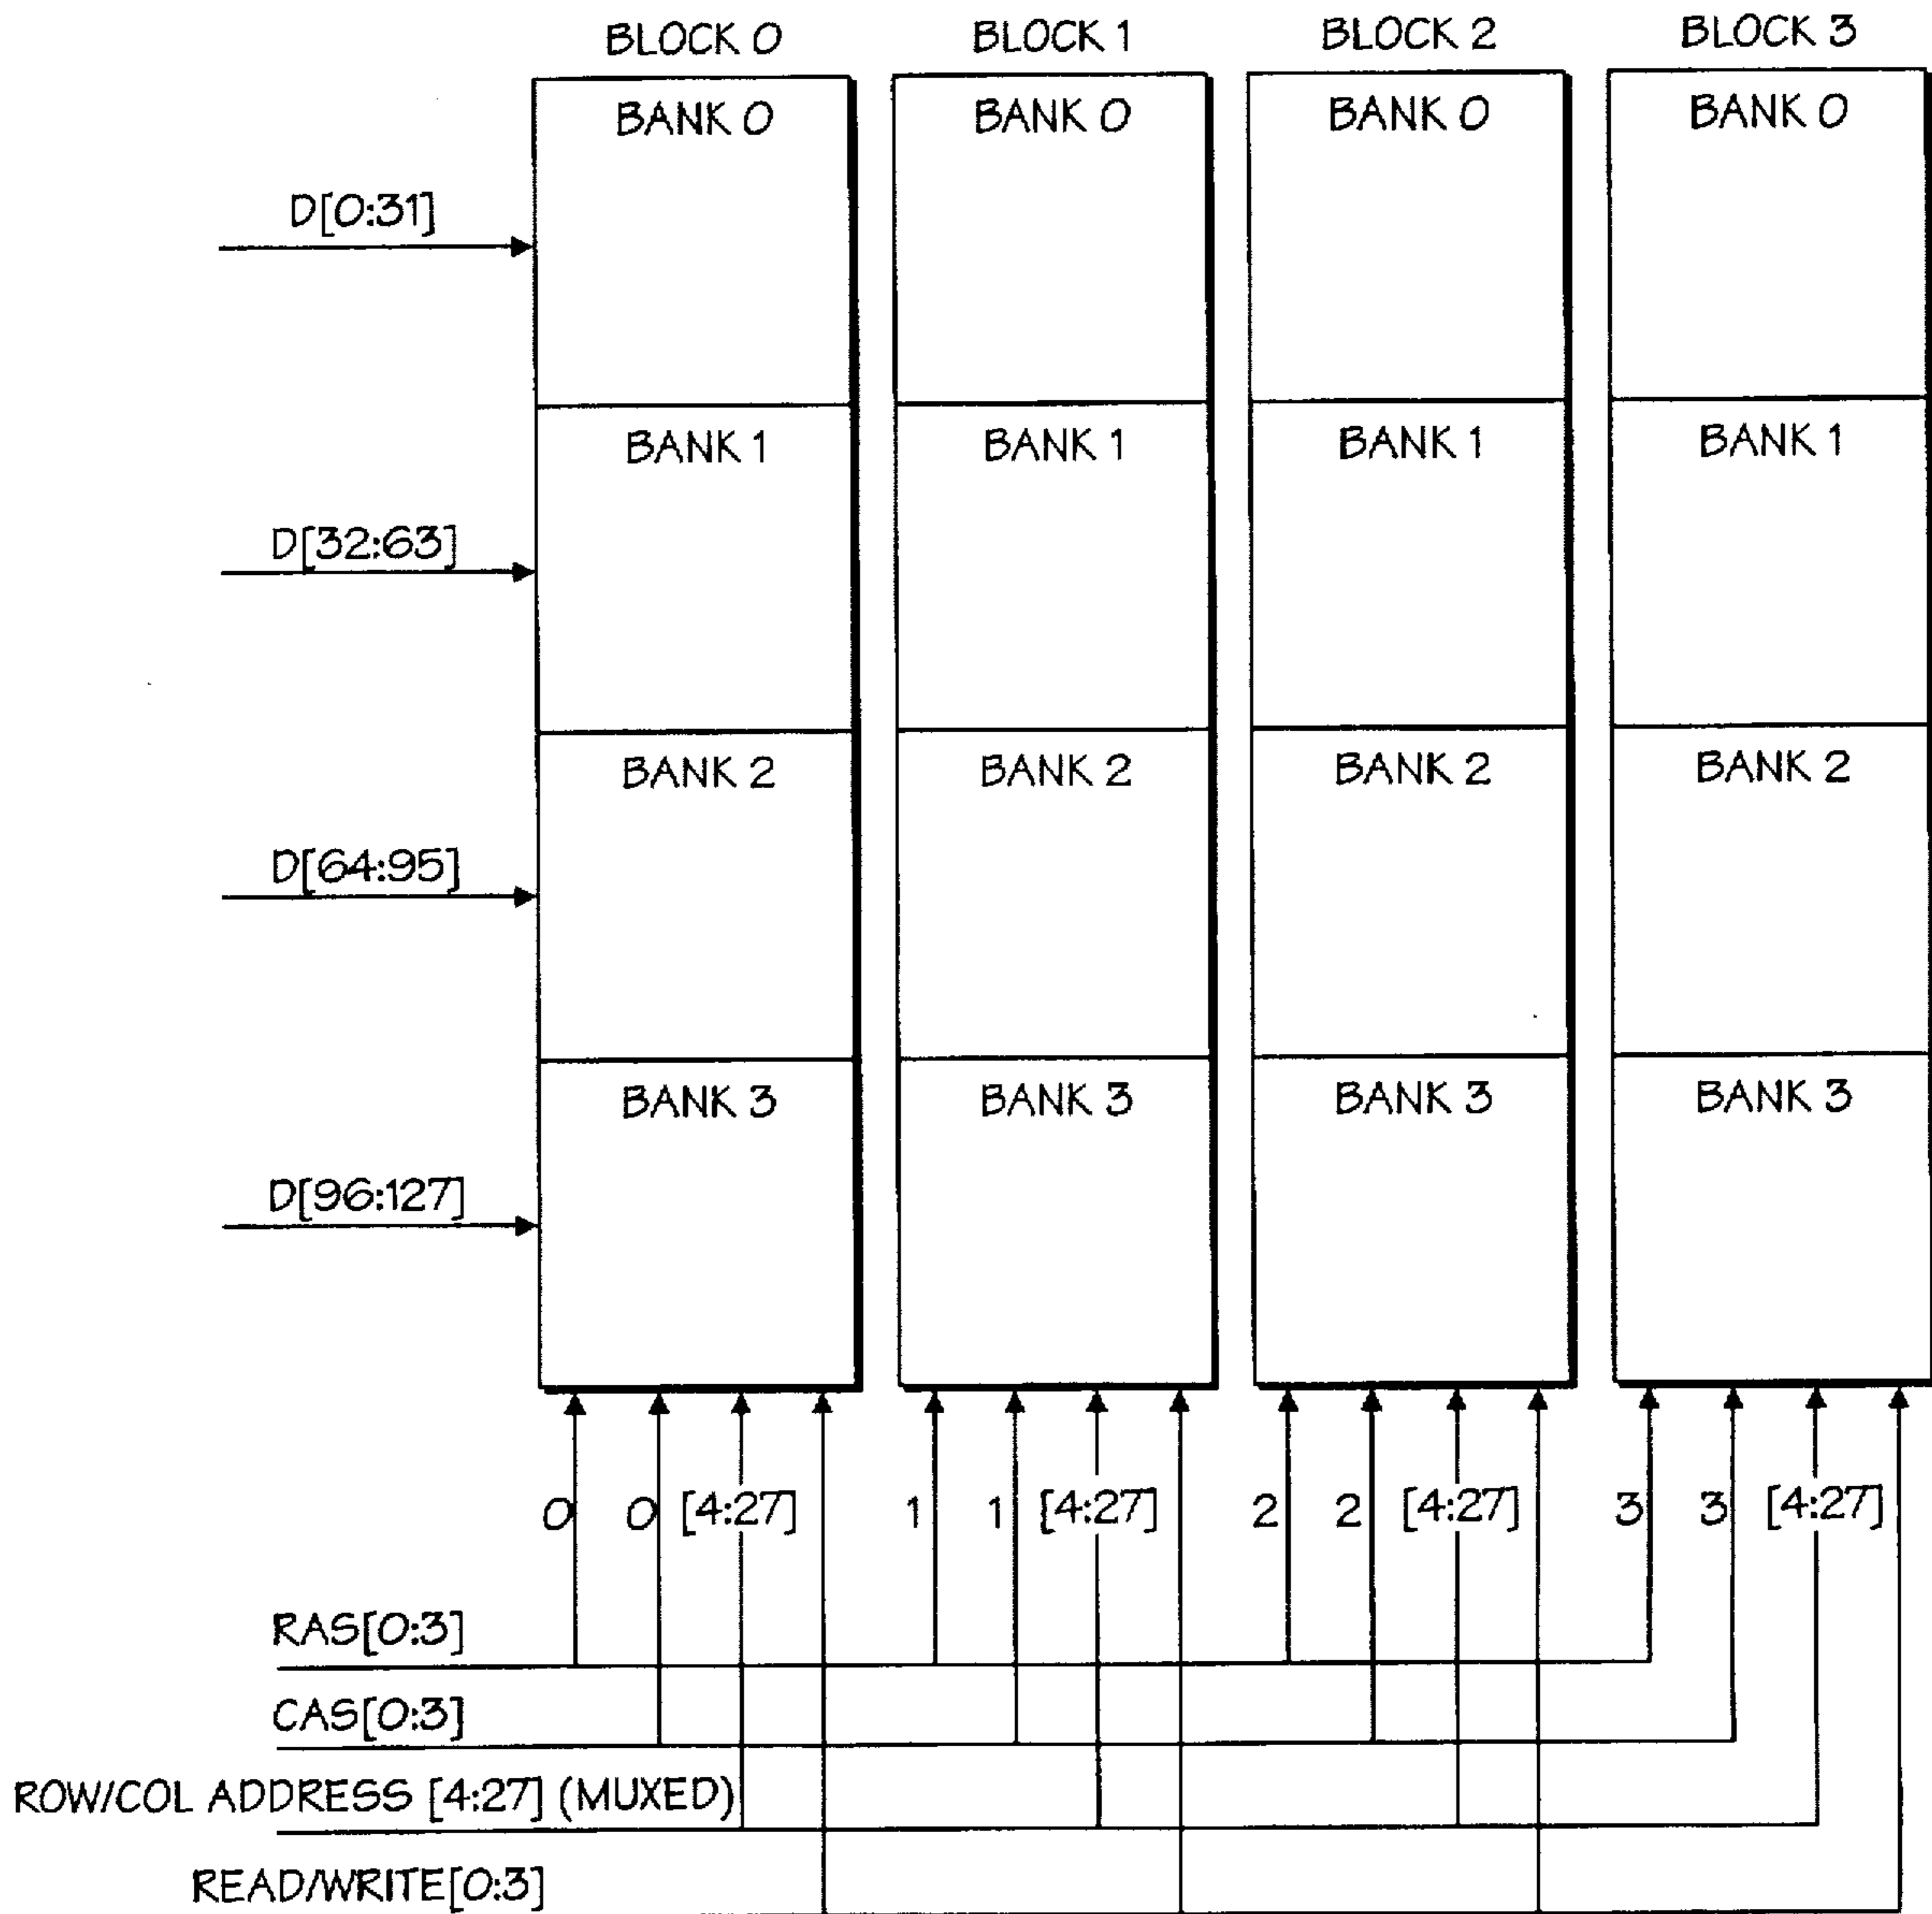 BLOCK 0 BLOCK 1 BLOCK 2 BLOCK 3
BANK 0 BANK 0 BANK 0 BANK 0
D[0:31]
BANK 1 BANK 1 BANK 1 BANK 1
D[32:63]
BANK 2 BANK 2 BANK 2 BANK 2
D[64:95]
BANK 3 BANK 3 BANK 3 BANK 3
D[96:127]
0 0 [4:27] 1 1 [4:27] 2 2 [4:27] 3 3 [4:27]
RAS[0:3]
CAS[0:3]
ROW/COL ADDRESS [4:27] (MUXED)
READ/WRITE[0:3]